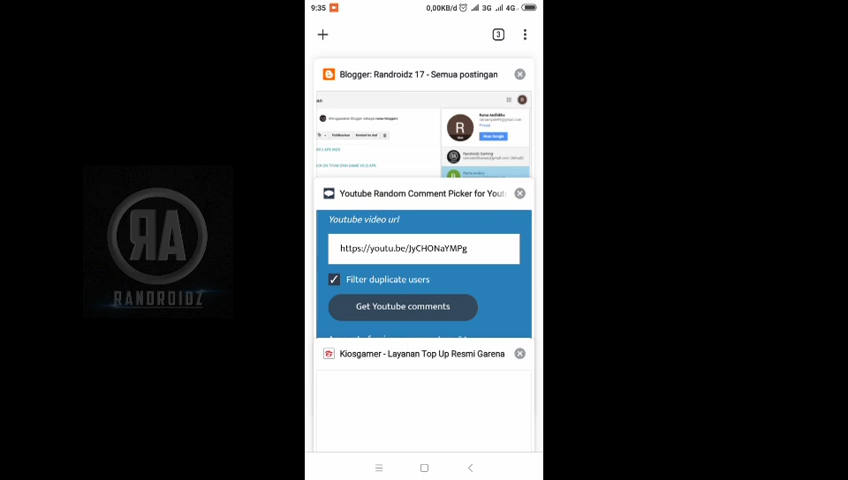 9:35
0,00KB/d
3G
4G
3
Blogger: Randroidz 17 - Semua postingan
R
Youtube Random Comment Picker for Yout
Youtube video url
https://youtu.be/JyCHONaYMPg
Filter duplicate users
Get Youtube comments
Kiosgamer - Layanan Top Up Resmi Garena
RA
RANDROIDZ